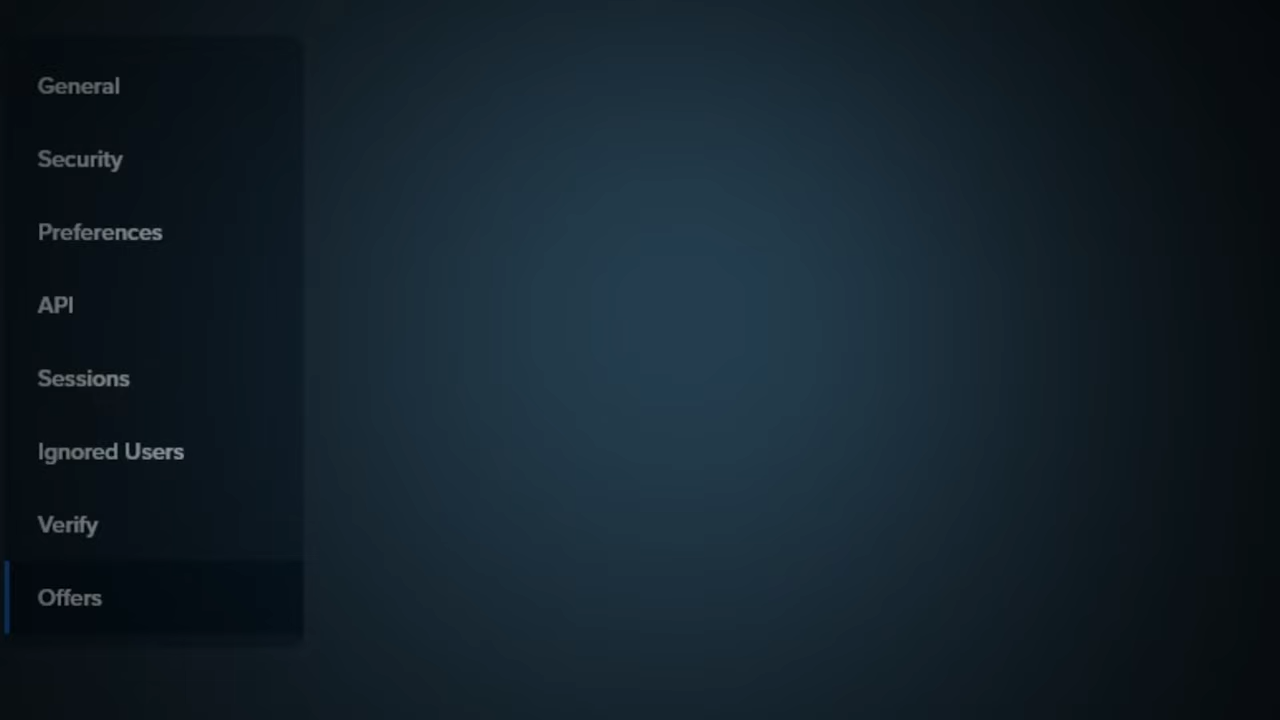 General
Security
Preferences
API
Sessions
Ignored Users
Verify
Offers